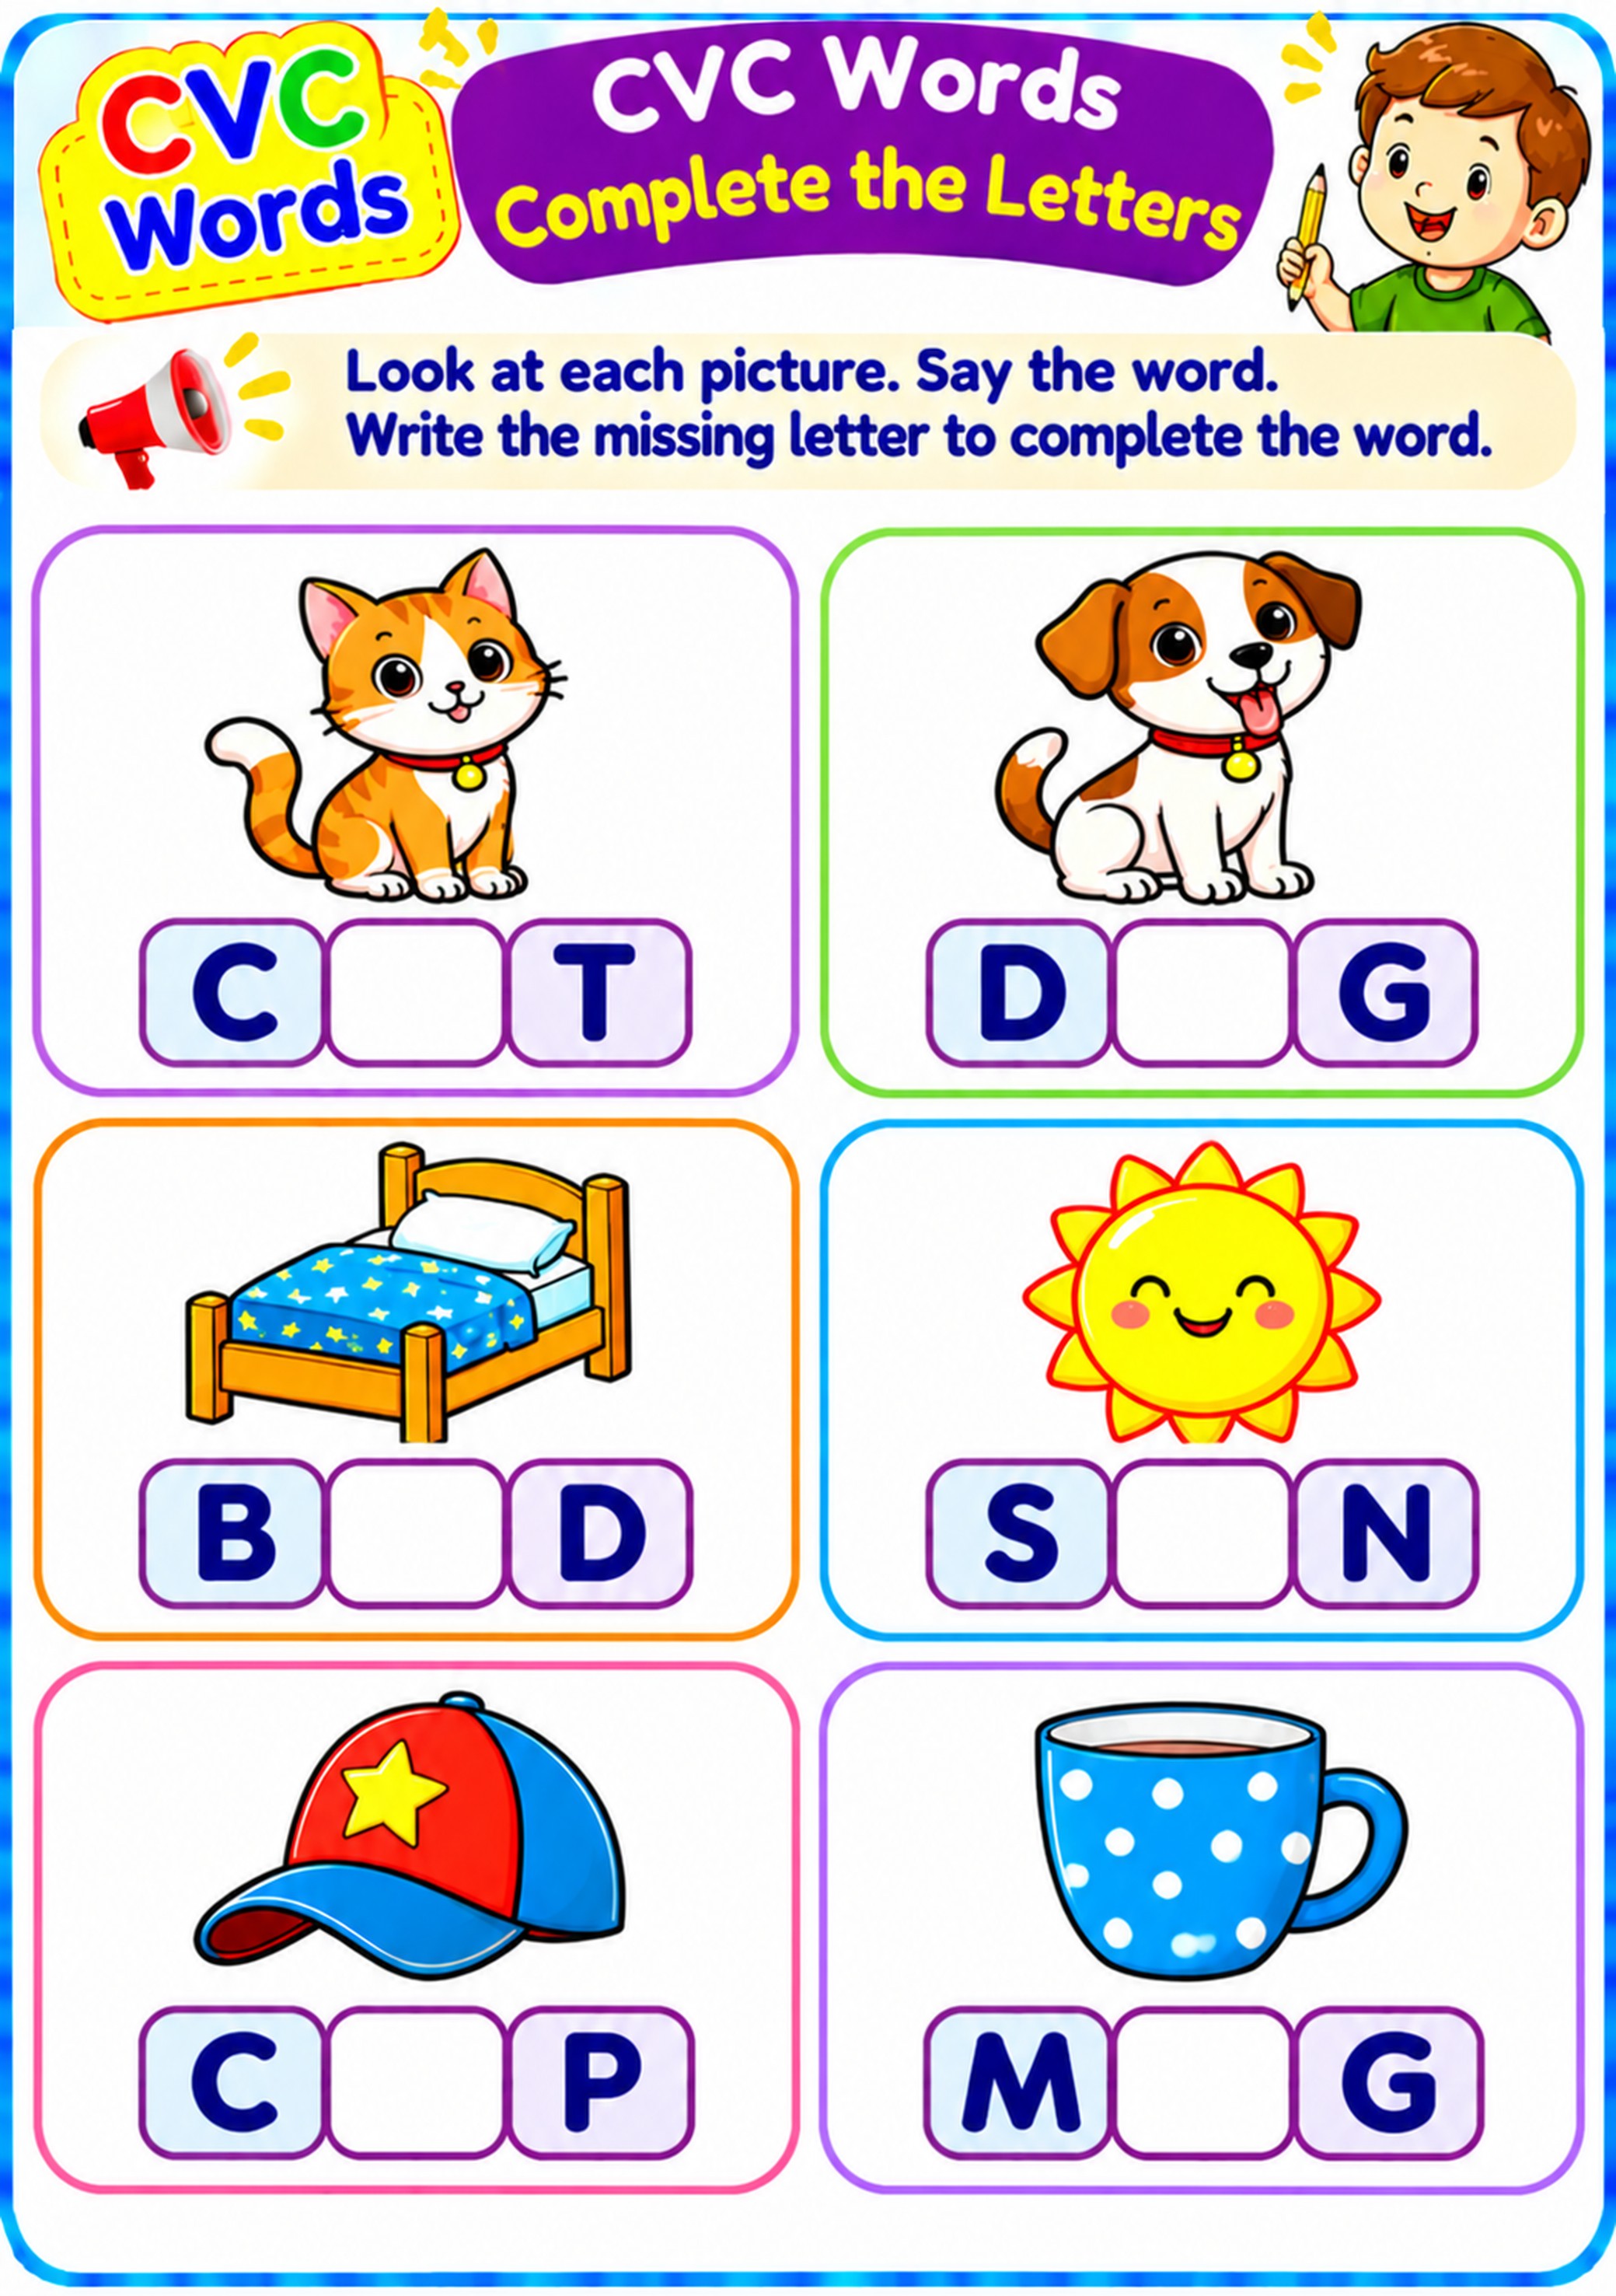 CVC
Words
CVC Words
Complete the Letters
Look at each picture. Say the word.
Write the missing letter to complete the word.
C T
D G
B D
S N
C P
M G